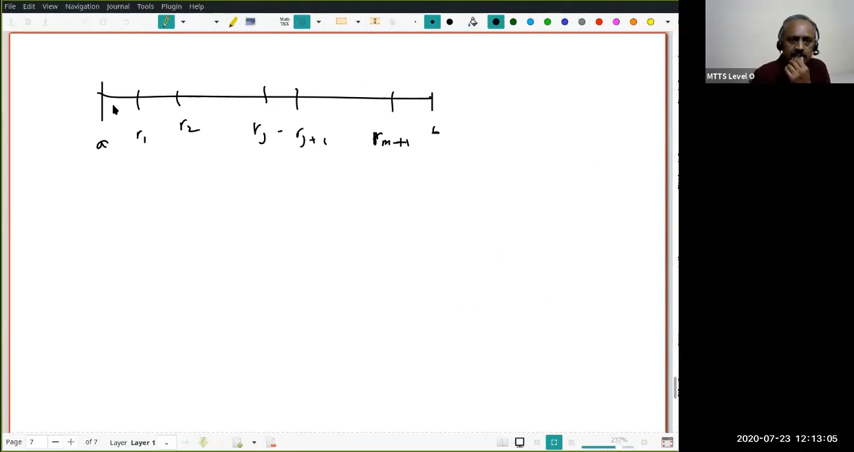 File Edit View Navigation Journal Tools Plugin Help
a r1 r2 rj rj+1 rm+1 b
MTTS Level O
Page 7 of 7 Layer Layer 1 237%
2020-07-23 12:13:05